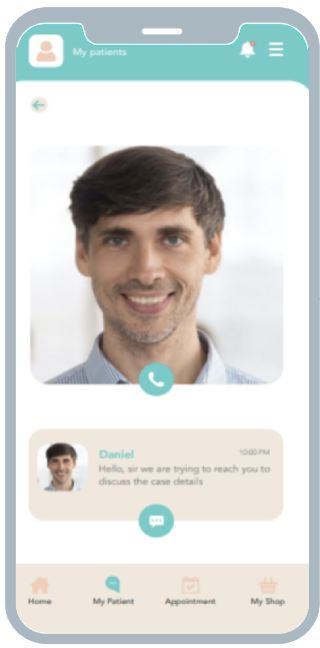 My patients
Daniel
10:00 PM
Hello, sir we are trying to reach you to
discuss the case details
Home
My Patient
Appointment
My Shop